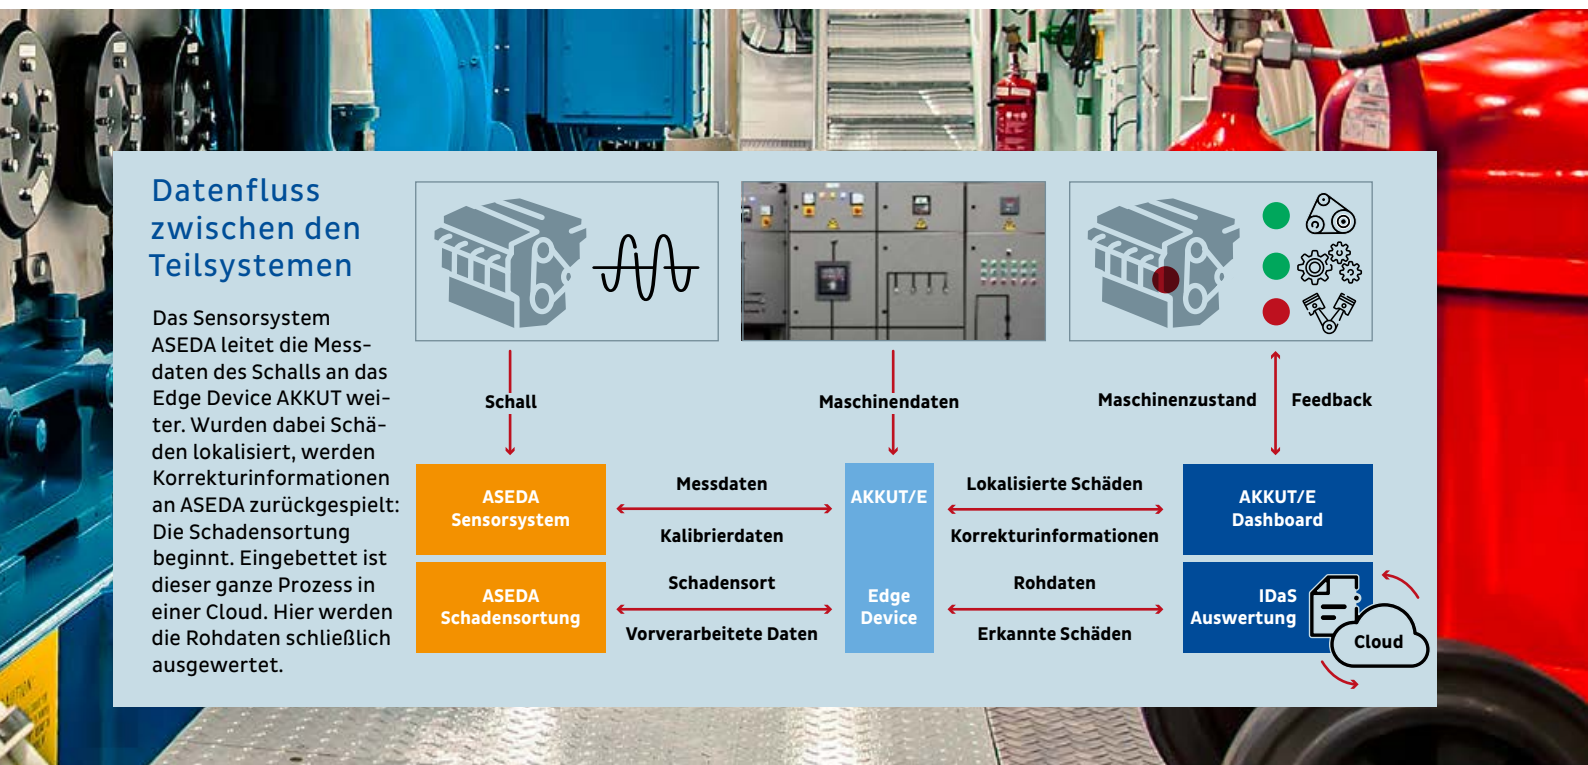 Datenfluss
zwischen den
Teilsystemen
Das Sensorsystem
ASEDA leitet die Mess-
daten des Schalls an das
Edge Device AKKUT wei-
ter. Wurden dabei Schä-
den lokalisiert, werden
Korrekturinformationen
an ASEDA zurückgespielt:
Die Schadensortung
beginnt. Eingebettet ist
dieser ganze Prozess in
einer Cloud. Hier werden
die Rohdaten schließlich
ausgewertet.
Schall
Maschinendaten
Maschinenzustand
Feedback
ASEDA
Sensorsystem
Messdaten
Kalibrierdaten
AKKUT/E
Lokalisierte Schäden
Korrekturinformationen
AKKUT/E
Dashboard
ASEDA
Schadensortung
Schadensort
Vorverarbeitete Daten
Edge
Device
Rohdaten
Erkannte Schäden
IDaS
Auswertung
Cloud